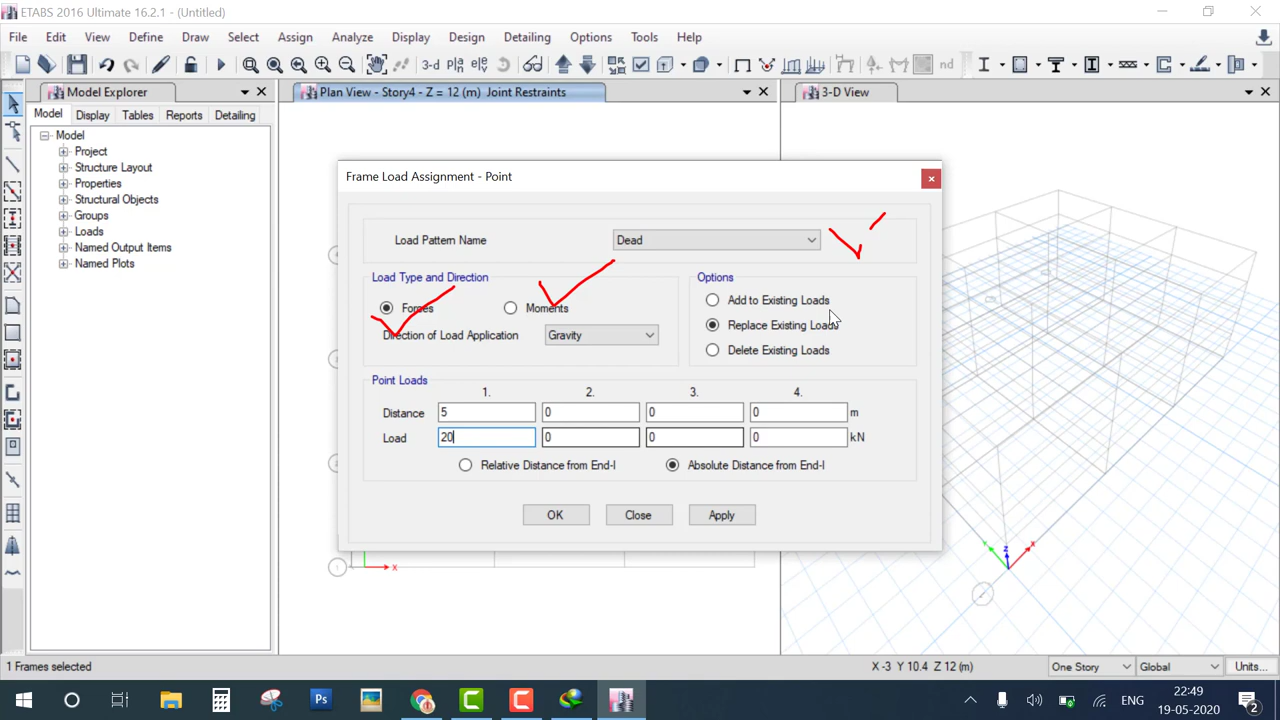 ETABS 2016 Ultimate 16.2.1 - (Untitled)
File Edit View Define Draw Select Assign Analyze Display Design Detailing Options Tools Help
3-d nd
Model Explorer
Plan View - Story4 - Z = 12 (m) Joint Restraints
3-D View
Model Display Tables Reports Detailing
Model
Project
Structure Layout
Properties
Structural Objects
Groups
Loads
Named Output Items
Named Plots
Frame Load Assignment - Point
Load Pattern Name Dead
Load Type and Direction
Forces Moments
Direction of Load Application Gravity
Options
Add to Existing Loads
Replace Existing Loads
Delete Existing Loads
Point Loads
1. 2. 3. 4.
Distance 5 0 0 0 m
Load 20 0 0 0 kN
Relative Distance from End-I Absolute Distance from End-I
OK Close Apply
X
Y Z X
1 Frames selected
X -3 Y 10.4 Z 12 (m)
One Story Global Units...
Ps
ENG
22:49
19-05-2020
2